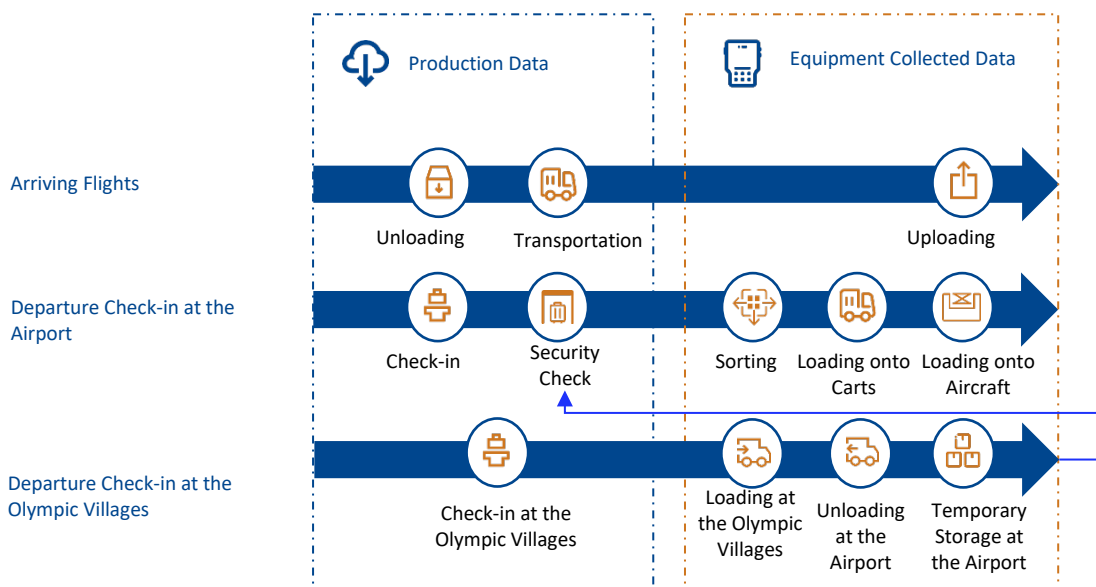 Production Data
Equipment Collected Data
Arriving Flights
Unloading
Transportation
Uploading
Departure Check-in at the
Airport
Check-in
Security
Check
Sorting
Loading onto
Carts
Loading onto
Aircraft
Departure Check-in at the
Olympic Villages
Check-in at the
Olympic Villages
Loading at
the Olympic
Villages
Unloading
at the
Airport
Temporary
Storage at
the Airport